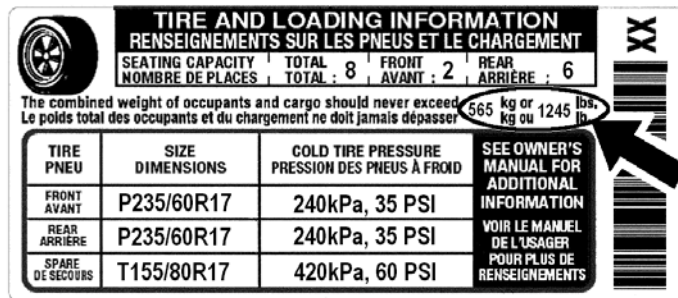 TIRE AND LOADING INFORMATION
RENSEIGNEMENTS SUR LES PNEUS ET LE CHARGEMENT
SEATING CAPACITY TOTAL FRONT REAR
NOMBRE DE PLACES TOTAL : 8 AVANT : 2 ARRIÈRE : 6
XX
The combined weight of occupants and cargo should never exceed 565 kg or 1245 lbs.
Le poids total des occupants et du chargement ne doit jamais dépasser kg ou lb.
TIRE SIZE COLD TIRE PRESSURE
PNEU DIMENSIONS PRESSION DES PNEUS À FROID
SEE OWNER'S
MANUAL FOR
ADDITIONAL
INFORMATION
VOIR LE MANUEL
DE L'USAGER
POUR PLUS DE
RENSEIGNEMENTS
FRONT
AVANT P235/60R17 240kPa, 35 PSI
REAR
ARRIÈRE P235/60R17 240kPa, 35 PSI
SPARE
DE SECOURS T155/80R17 420kPa, 60 PSI